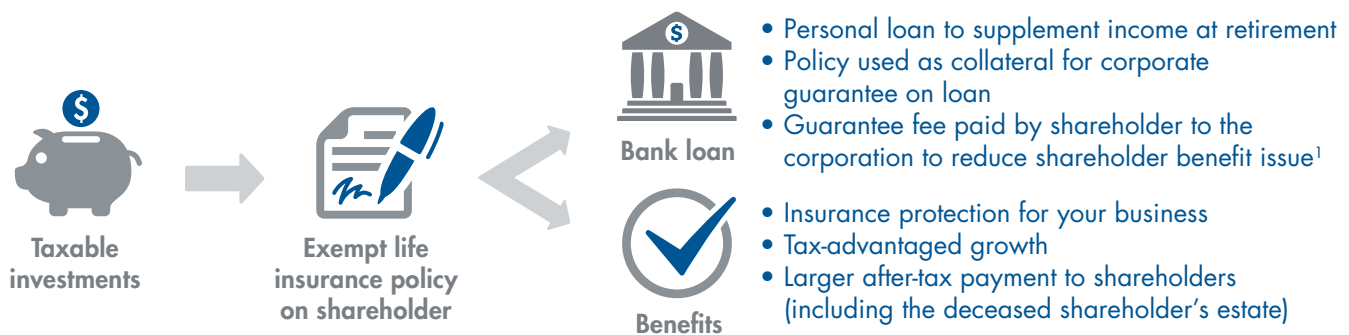 $
Taxable
investments
Exempt life
insurance policy
on shareholder
$
Bank loan
• Personal loan to supplement income at retirement
• Policy used as collateral for corporate
guarantee on loan
• Guarantee fee paid by shareholder to the
corporation to reduce shareholder benefit issue¹
Benefits
• Insurance protection for your business
• Tax-advantaged growth
• Larger after-tax payment to shareholders
(including the deceased shareholder’s estate)